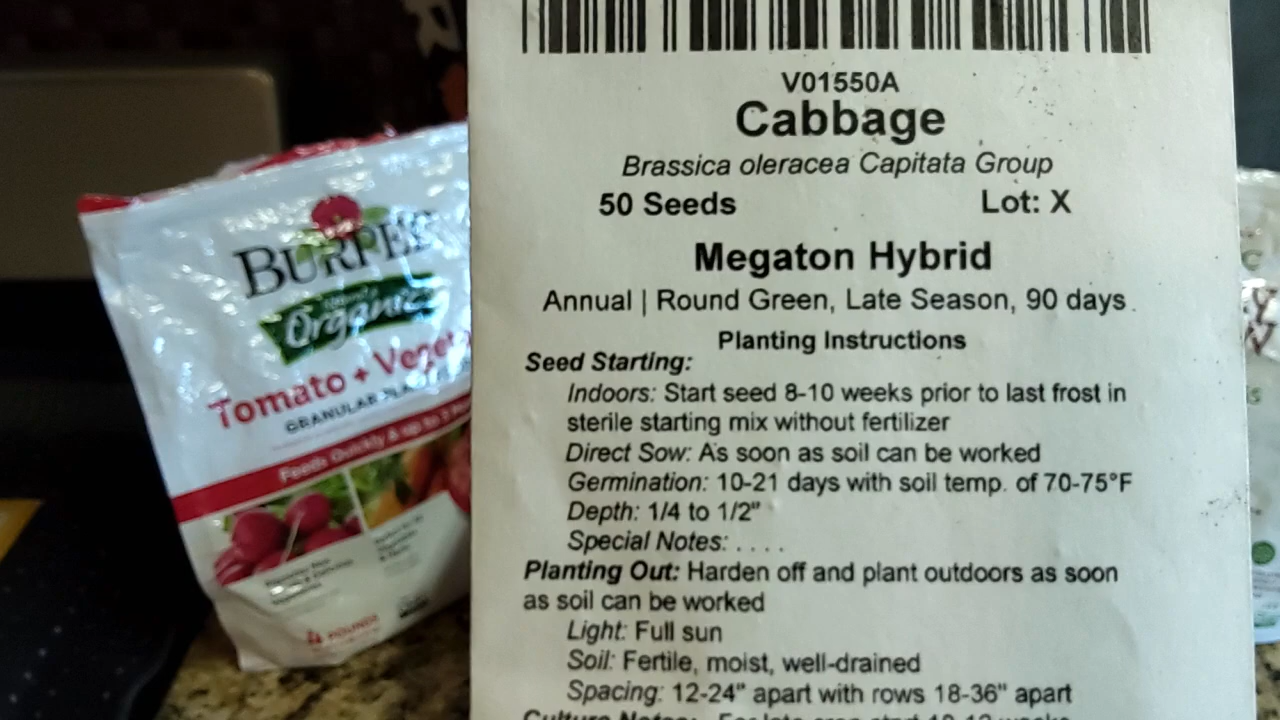 V01550A
Cabbage
Brassica oleracea Capitata Group
50 Seeds Lot: X
Megaton Hybrid
Annual | Round Green, Late Season, 90 days
Planting Instructions
Seed Starting:
Indoors: Start seed 8-10 weeks prior to last frost in
sterile starting mix without fertilizer
Direct Sow: As soon as soil can be worked
Germination: 10-21 days with soil temp. of 70-75°F
Depth: 1/4 to 1/2"
Special Notes: . . . .
Planting Out: Harden off and plant outdoors as soon
as soil can be worked
Light: Full sun
Soil: Fertile, moist, well-drained
Spacing: 12-24" apart with rows 18-36" apart
BURPEE
Organic
Tomato +
GRANULAR
Feeds Quickly & up to
4 POUNDS